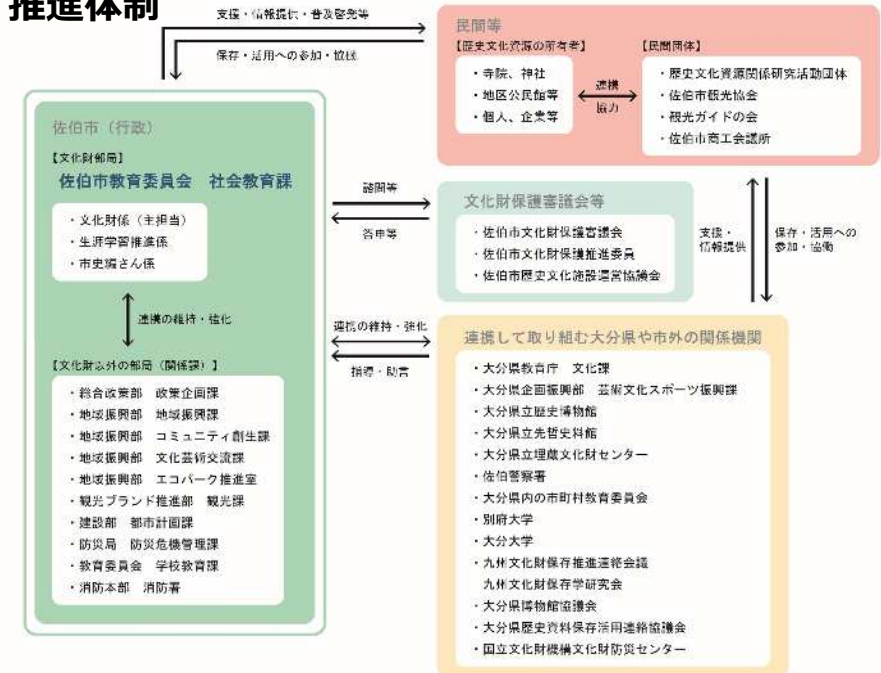 推進体制
支援・情報提供・普及啓発等
保存・活用への参加・協働
民間等
【歴史文化資源の所有者】
・寺院、神社
・地区公民館等
・個人、企業等
連携
協力
【民間団体】
・歴史文化資源関係研究活動団体
・佐伯市観光協会
・観光ガイドの会
・佐伯市商工会議所
佐伯市（行政）
【文化財部局】
佐伯市教育委員会　社会教育課
・文化財係（主担当）
・生涯学習推進係
・市史編さん係
連携の維持・強化
【文化財以外の部局（関係課）】
・総合政策部　政策企画課
・地域振興部　地域振興課
・地域振興部　コミュニティ創生課
・地域振興部　文化芸術交流課
・地域振興部　エコパーク推進室
・観光ブランド推進部　観光課
・建設部　都市計画課
・防災局　防災危機管理課
・教育委員会　学校教育課
・消防本部　消防署
諮問等
答申等
文化財保護審議会等
・佐伯市文化財保護審議会
・佐伯市文化財保護推進委員
・佐伯市歴史文化施設運営協議会
支援・
情報提供
保存・活用への
参加・協働
連携の維持・強化
指導・助言
連携して取り組む大分県や市外の関係機関
・大分県教育庁　文化課
・大分県企画振興部　芸術文化スポーツ振興課
・大分県立歴史博物館
・大分県立先哲史料館
・大分県立埋蔵文化財センター
・佐伯警察署
・大分県内の市町村教育委員会
・別府大学
・大分大学
・九州文化財保存推進連絡会議
九州文化財保存学研究会
・大分県博物館協議会
・大分県歴史資料保存活用連絡協議会
・国立文化財機構文化財防災センター